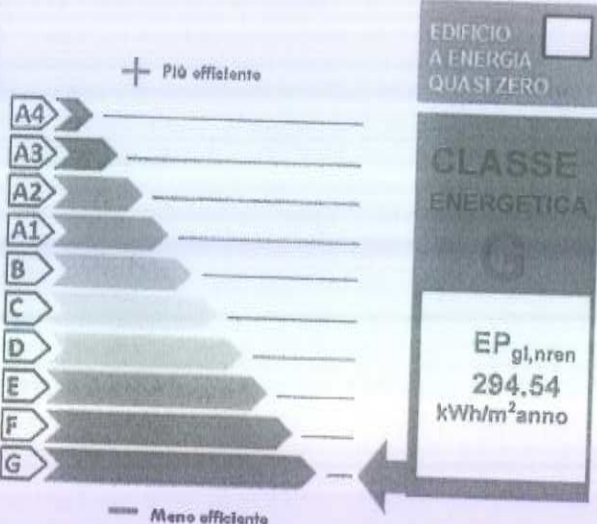 EDIFICIO
A ENERGIA
QUASI ZERO
Più efficiente
A4
A3
A2
A1
B
C
D
E
F
G
Meno efficiente
CLASSE
ENERGETICA
G
EPgl,nren
294.54
kWh/m²anno